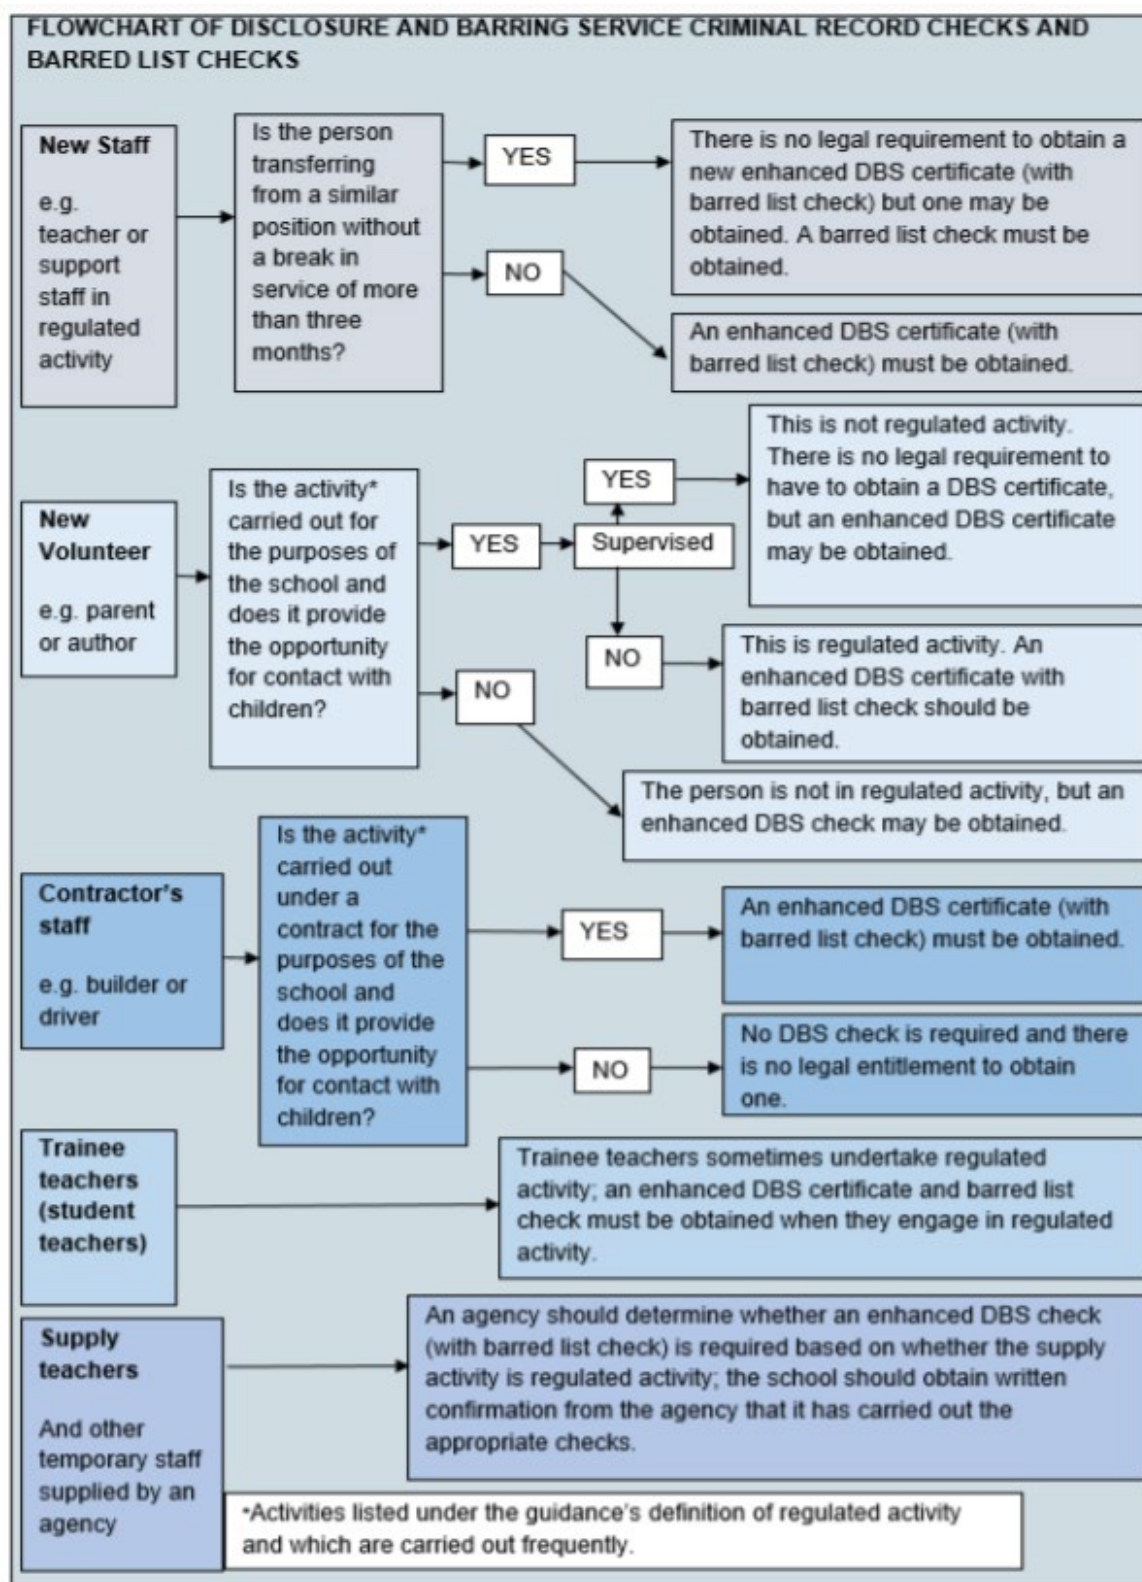 FLOWCHART OF DISCLOSURE AND BARRING SERVICE CRIMINAL RECORD CHECKS AND
BARRED LIST CHECKS
New Staff
e.g.
teacher or
support
staff in
regulated
activity
Is the person
transferring
from a similar
position without
a break in
service of more
than three
months?
YES
There is no legal requirement to obtain a
new enhanced DBS certificate (with
barred list check) but one may be
obtained. A barred list check must be
obtained.
NO
An enhanced DBS certificate (with
barred list check) must be obtained.
New
Volunteer
e.g. parent
or author
Is the activity*
carried out for
the purposes of
the school and
does it provide
the opportunity
for contact with
children?
YES
Supervised
YES
This is not regulated activity.
There is no legal requirement to
have to obtain a DBS certificate,
but an enhanced DBS certificate
may be obtained.
NO
This is regulated activity. An
enhanced DBS certificate with
barred list check should be
obtained.
NO
The person is not in regulated activity, but an
enhanced DBS check may be obtained.
Contractor's
staff
e.g. builder or
driver
Is the activity*
carried out
under a
contract for the
purposes of the
school and
does it provide
the opportunity
for contact with
children?
YES
An enhanced DBS certificate (with
barred list check) must be obtained.
NO
No DBS check is required and there
is no legal entitlement to obtain
one.
Trainee
teachers
(student
teachers)
Trainee teachers sometimes undertake regulated
activity; an enhanced DBS certificate and barred list
check must be obtained when they engage in regulated
activity.
Supply
teachers
And other
temporary staff
supplied by an
agency
An agency should determine whether an enhanced DBS check
(with barred list check) is required based on whether the supply
activity is regulated activity; the school should obtain written
confirmation from the agency that it has carried out the
appropriate checks.
*Activities listed under the guidance's definition of regulated activity
and which are carried out frequently.